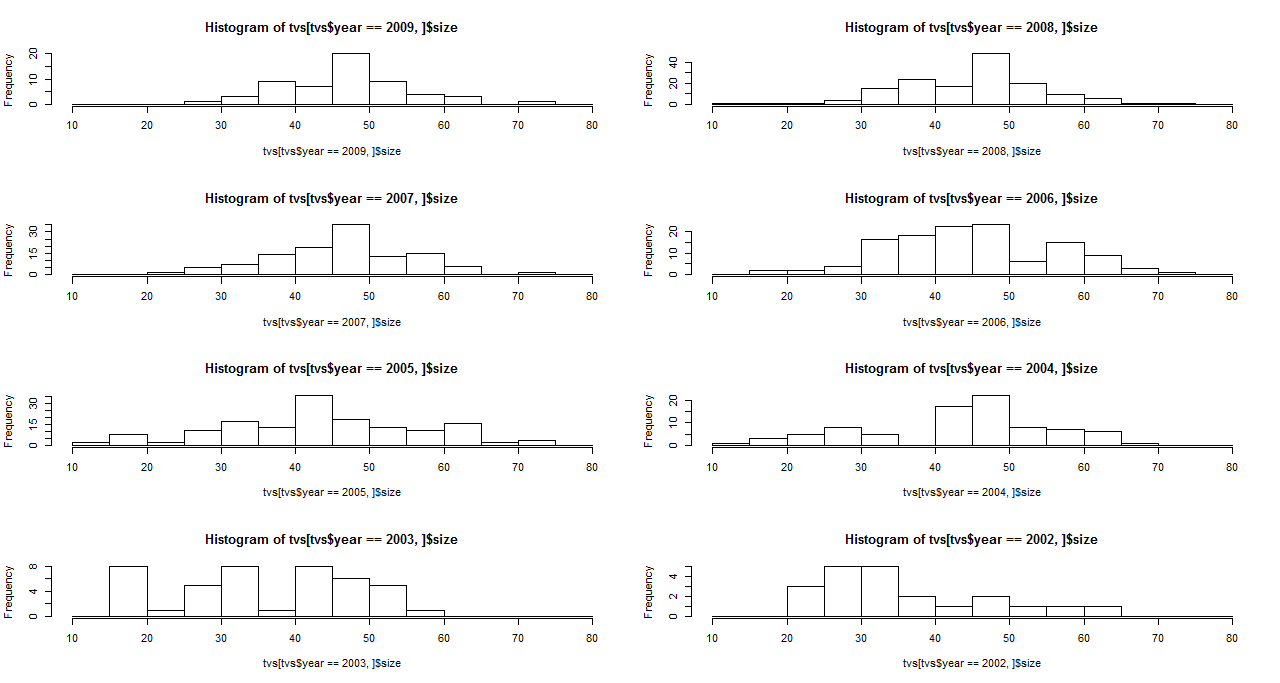 Histogram of tvs[tvs$year == 2009, ]$size
Frequency
0 10 20
10 20 30 40 50 60 70 80
tvs[tvs$year == 2009, ]$size
Histogram of tvs[tvs$year == 2008, ]$size
Frequency
0 20 40
10 20 30 40 50 60 70 80
tvs[tvs$year == 2008, ]$size
Histogram of tvs[tvs$year == 2007, ]$size
Frequency
0 15 30
10 20 30 40 50 60 70 80
tvs[tvs$year == 2007, ]$size
Histogram of tvs[tvs$year == 2006, ]$size
Frequency
0 10 20
10 20 30 40 50 60 70 80
tvs[tvs$year == 2006, ]$size
Histogram of tvs[tvs$year == 2005, ]$size
Frequency
0 15 30
10 20 30 40 50 60 70 80
tvs[tvs$year == 2005, ]$size
Histogram of tvs[tvs$year == 2004, ]$size
Frequency
0 10 20
10 20 30 40 50 60 70 80
tvs[tvs$year == 2004, ]$size
Histogram of tvs[tvs$year == 2003, ]$size
Frequency
0 4 8
10 20 30 40 50 60 70 80
tvs[tvs$year == 2003, ]$size
Histogram of tvs[tvs$year == 2002, ]$size
Frequency
0 2 4
10 20 30 40 50 60 70 80
tvs[tvs$year == 2002, ]$size